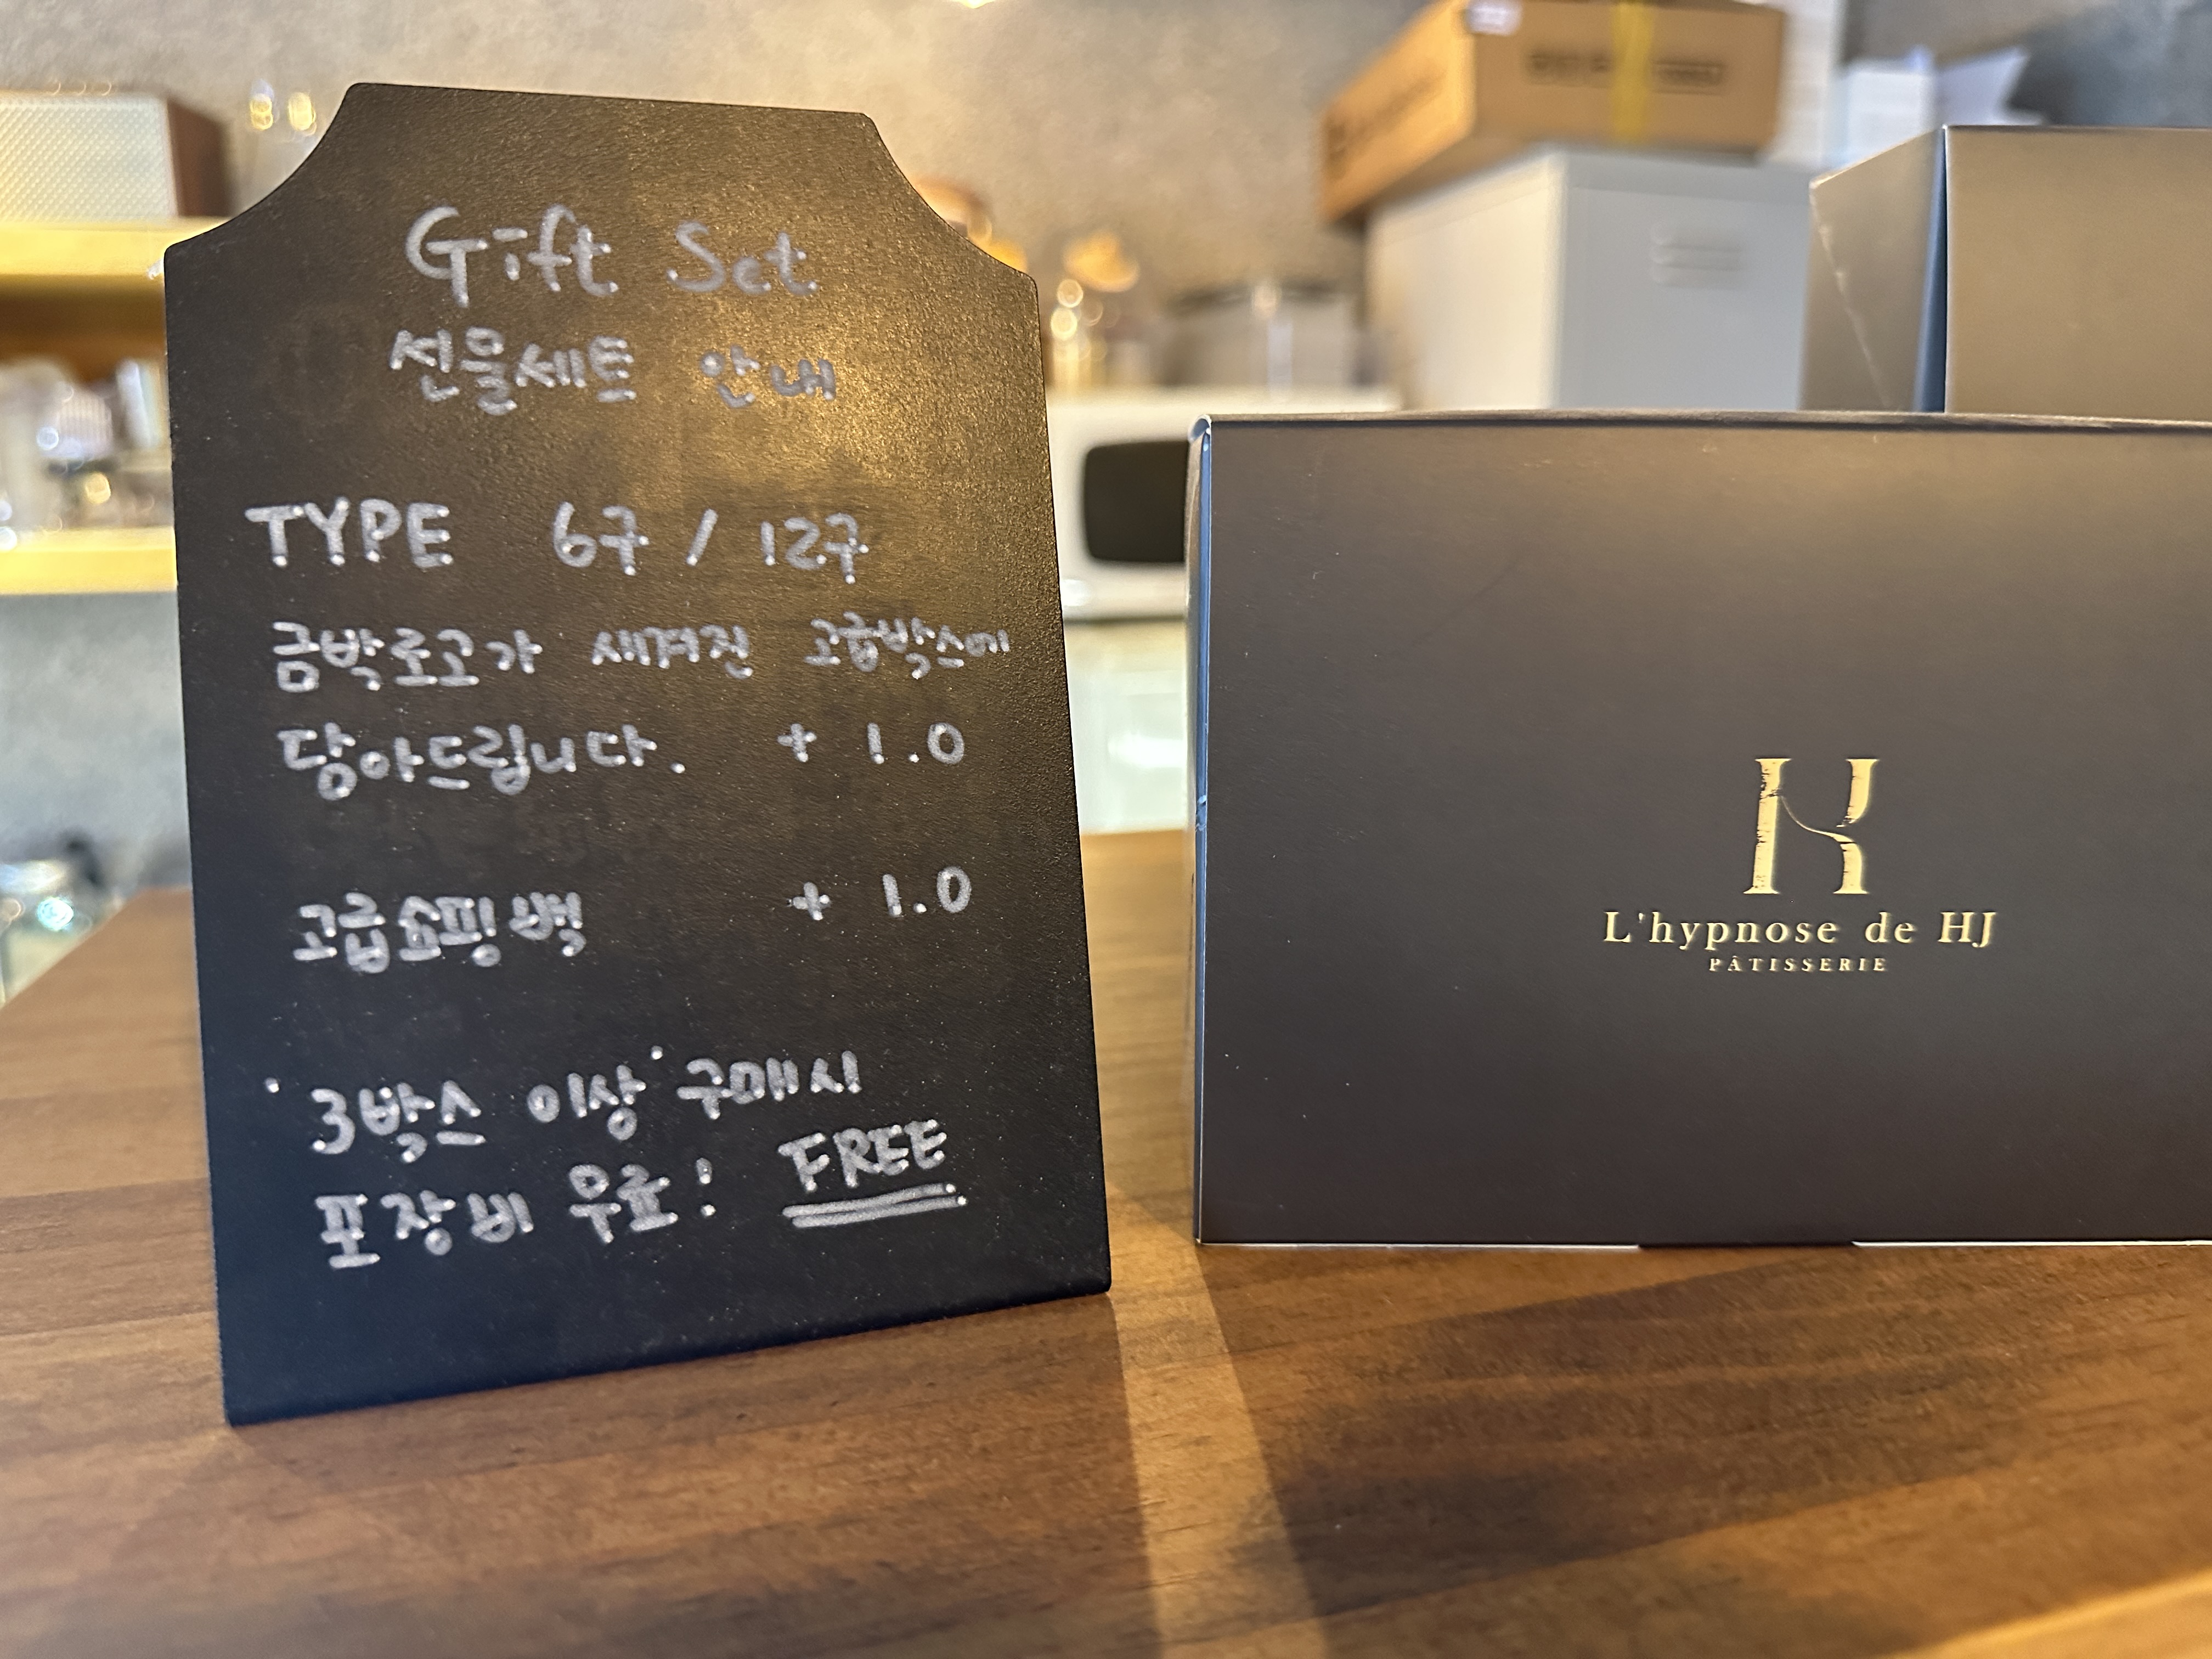 Gift Set
선물세트 안내
TYPE 6구 / 12구
금박로고가 새겨진 고급박스에
담아드립니다. + 1.0
고급쇼핑백 + 1.0
· 3박스 이상 구매시
포장비 무료! FREE
H
L'hypnose de HJ
PÂTISSERIE